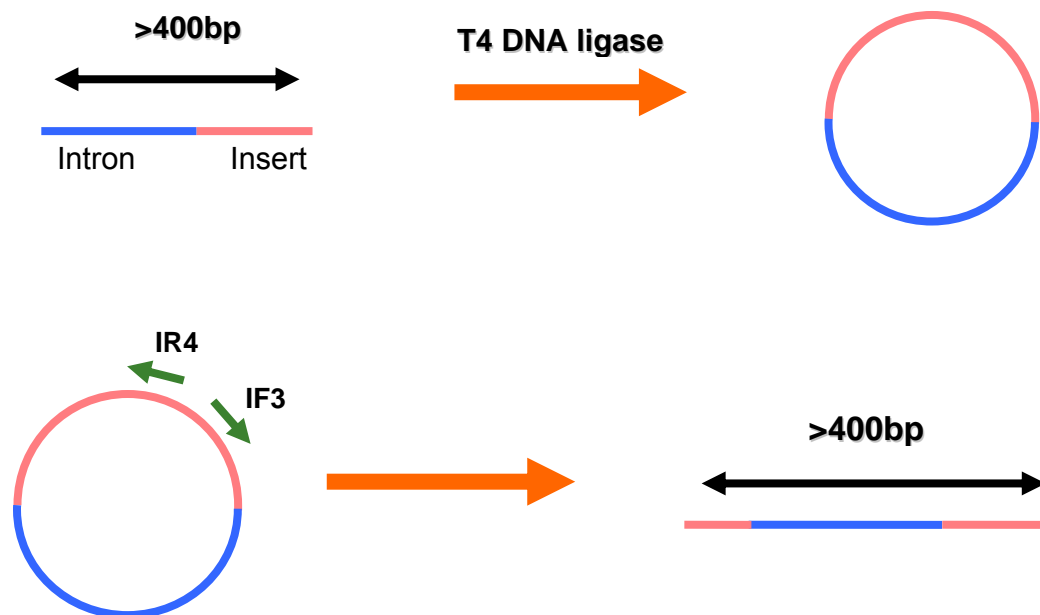 >400bp
T4 DNA ligase
Intron
Insert
IR4
IF3
>400bp